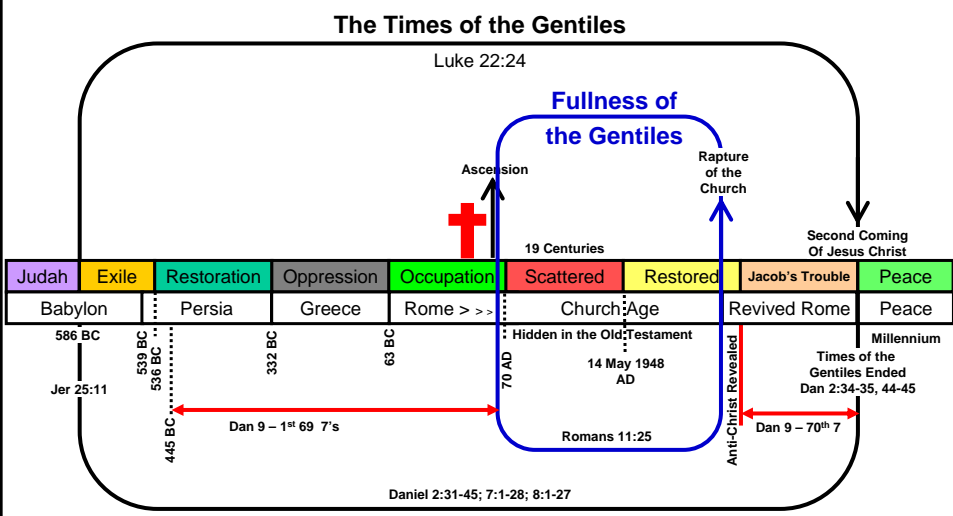 The Times of the Gentiles
Luke 22:24
Fullness of
the Gentiles
Ascension
Rapture
of the
Church
19 Centuries
Second Coming
Of Jesus Christ
Judah Exile Restoration Oppression Occupation Scattered Restored Jacob's Trouble Peace
Babylon Persia Greece Rome > > > Church Age Revived Rome Peace
586 BC
539 BC
536 BC
332 BC
63 BC
70 AD
Hidden in the Old Testament
14 May 1948
AD
Anti-Christ Revealed
Millennium
Times of the
Gentiles Ended
Dan 2:34-35, 44-45
Jer 25:11
445 BC
Dan 9 – 1st 69 7's
Romans 11:25
Dan 9 – 70th 7
Daniel 2:31-45; 7:1-28; 8:1-27